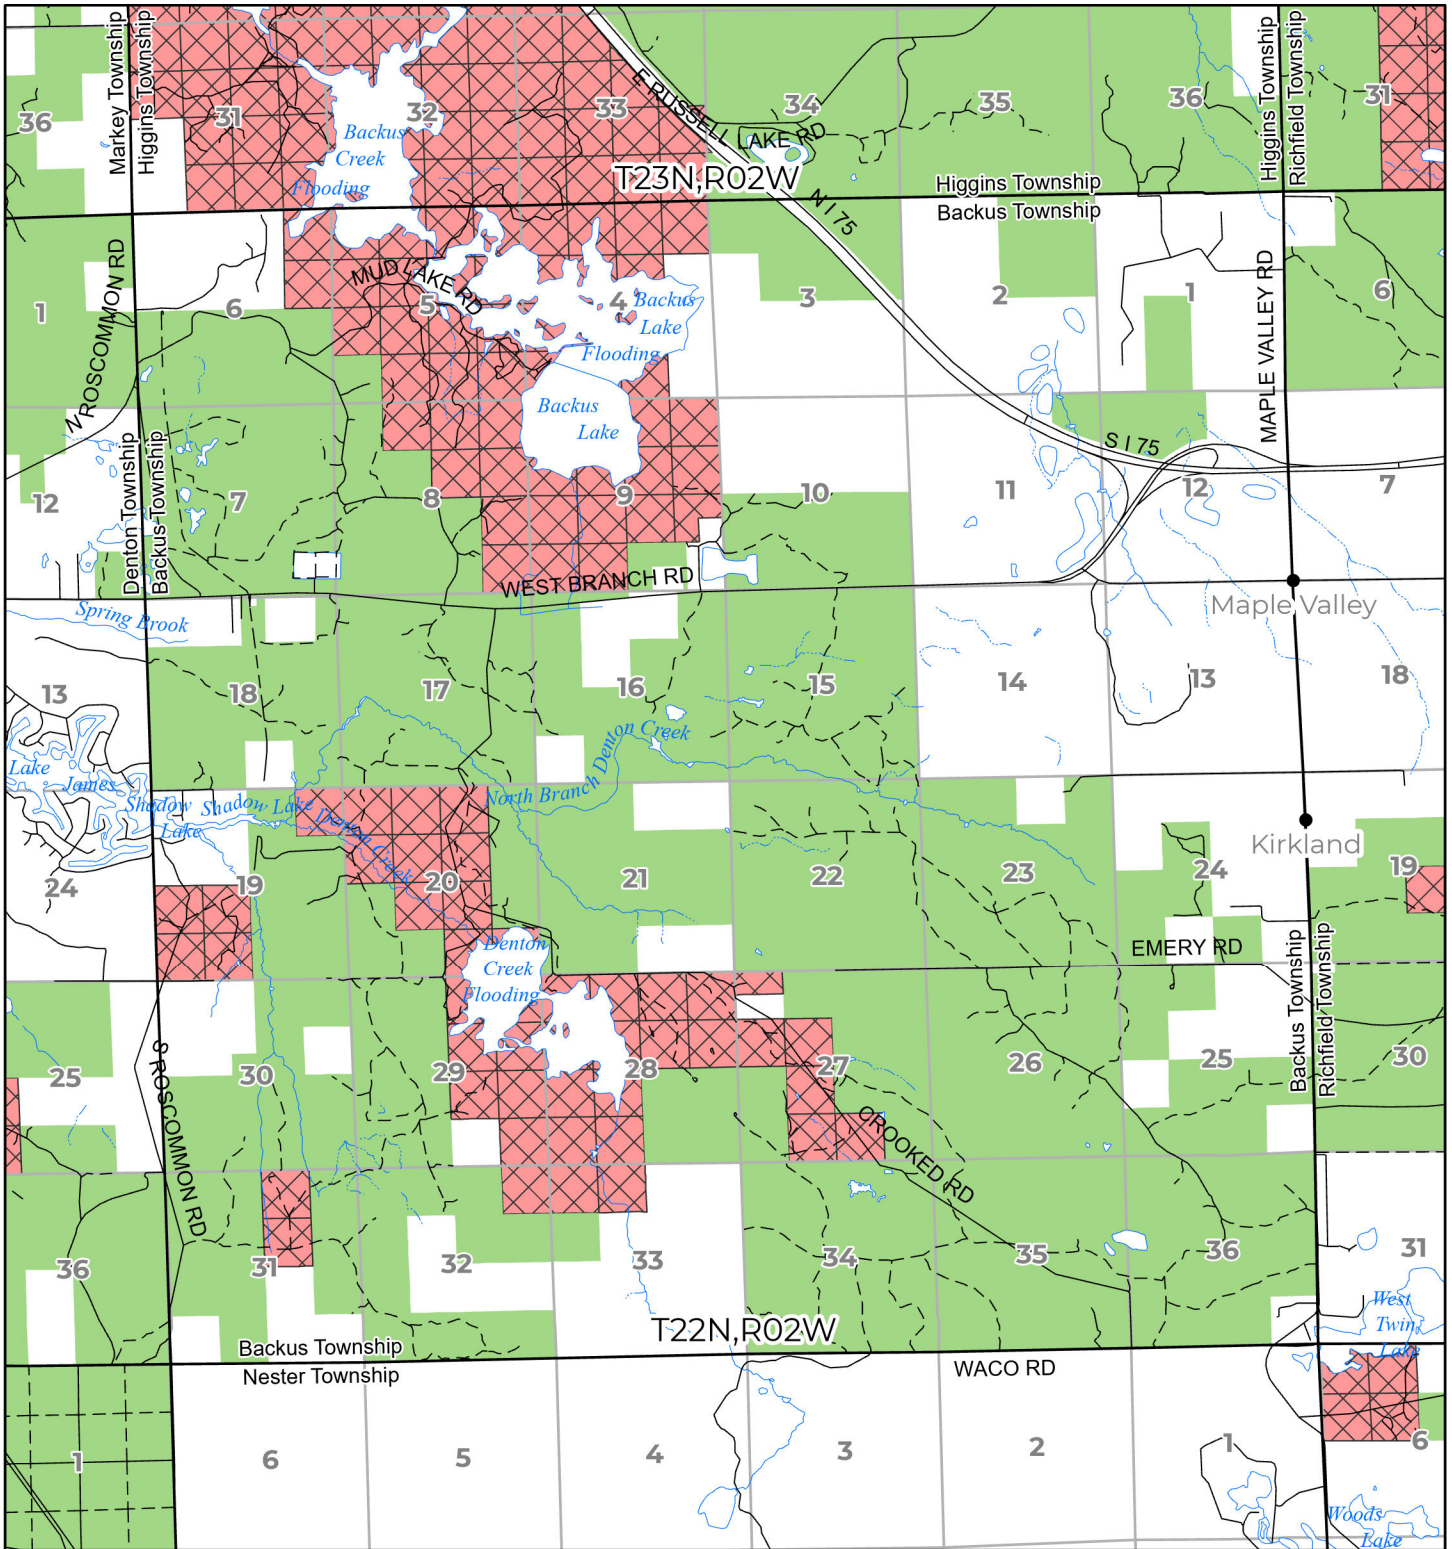 Markey Township
Higgins Township
Higgins Township
Richfield Township
36
31
32
33
34
35
36
31
E RUSSELL LAKE RD
Backus
Creek
Flooding
T23N,R02W
N I 75
Higgins Township
Backus Township
N ROSCOMMON RD
MUD LAKE RD
MAPLE VALLEY RD
1
6
5
4
3
2
1
6
Backus
Lake
Flooding
Backus
Lake
S I 75
Denton Township
Backus Township
12
7
8
9
10
11
12
7
WEST BRANCH RD
Spring Brook
Maple Valley
13
18
17
16
15
14
13
18
North Branch Denton Creek
Lake
James
Shadow
Lake
Shadow Lake
Denton Creek
Kirkland
24
19
20
21
22
23
24
19
Denton
Creek
Flooding
EMERY RD
Backus Township
Richfield Township
S ROSCOMMON RD
25
30
29
28
27
26
25
30
CROOKED RD
36
31
32
33
34
35
36
31
West
Twin
Lake
T22N,R02W
Backus Township
Nester Township
WACO RD
1
6
5
4
3
2
1
6
Woods
Lake